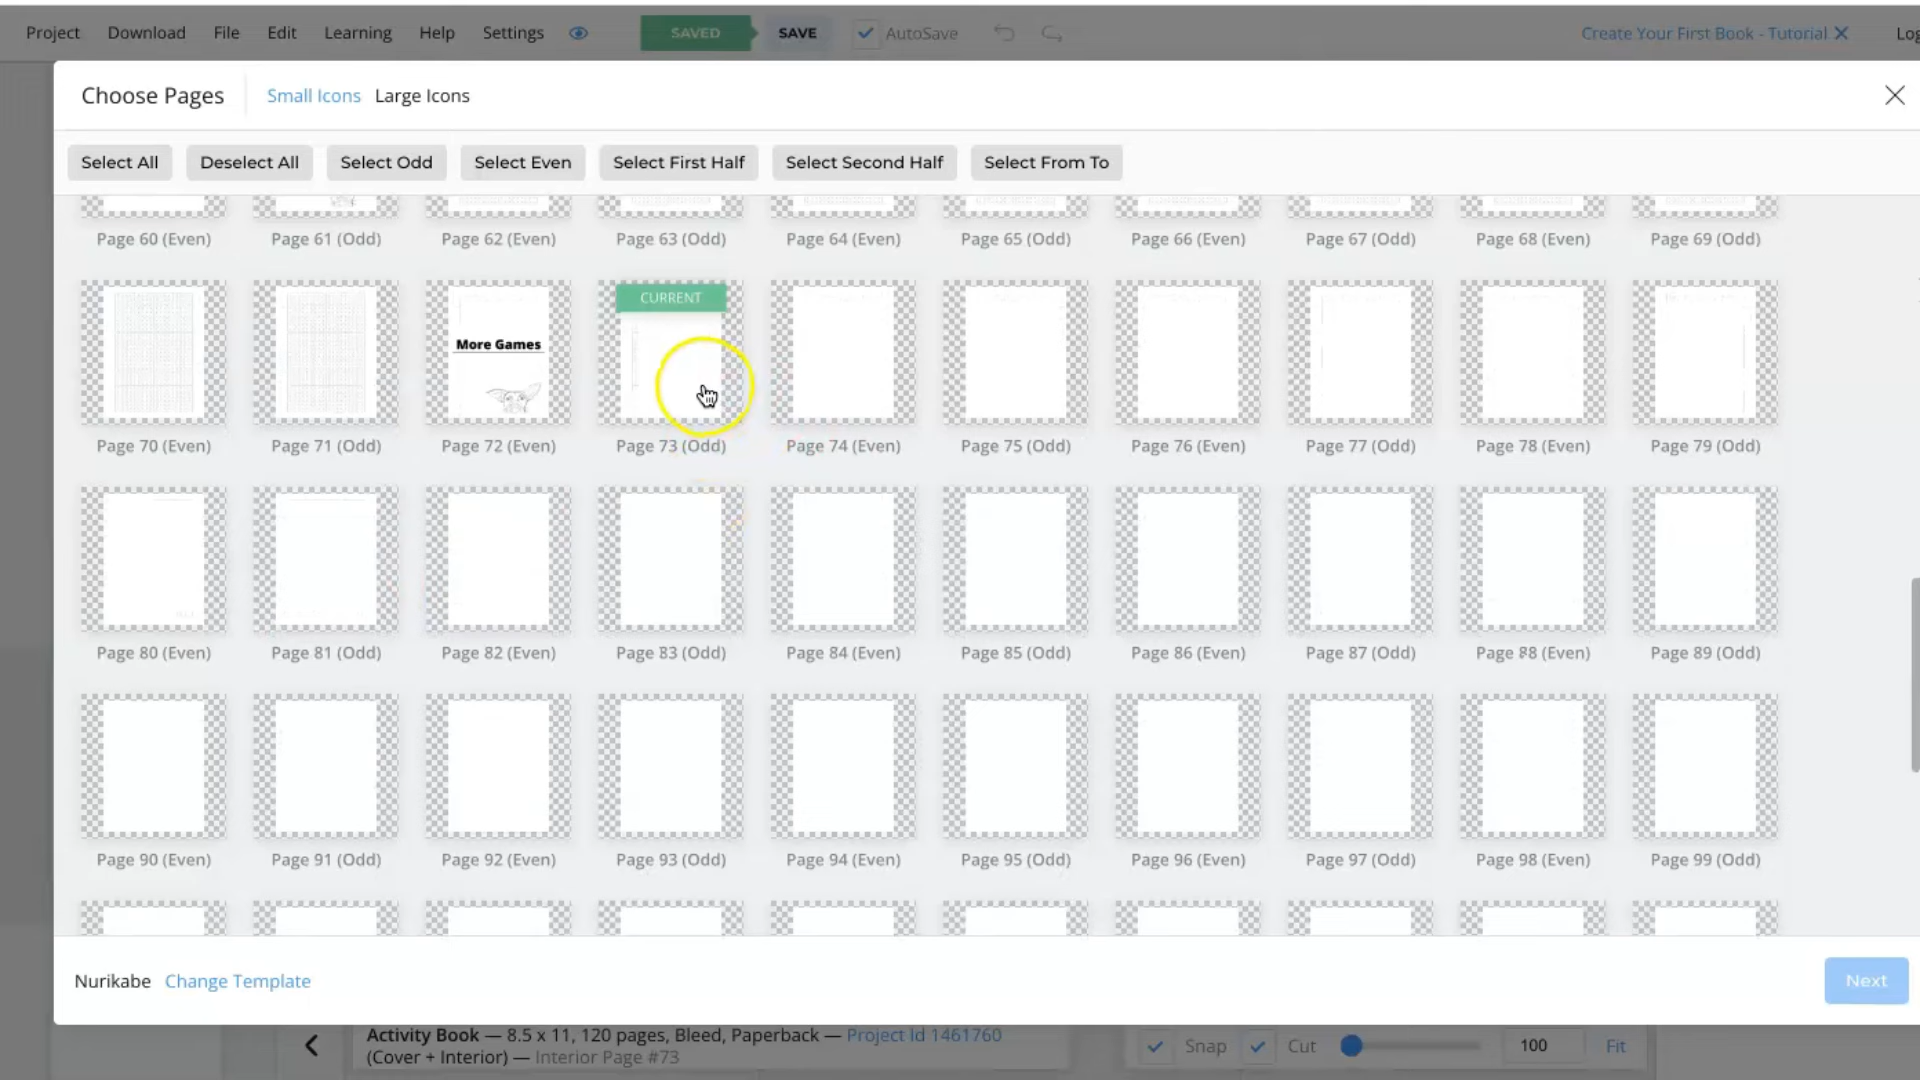 Project Download File Edit Learning Help Settings SAVED SAVE AutoSave Create Your First Book - Tutorial
Choose Pages Small Icons Large Icons
Select All Deselect All Select Odd Select Even Select First Half Select Second Half Select From To
Page 60 (Even) Page 61 (Odd) Page 62 (Even) Page 63 (Odd) Page 64 (Even) Page 65 (Odd) Page 66 (Even) Page 67 (Odd) Page 68 (Even) Page 69 (Odd)
CURRENT
More Games
Page 70 (Even) Page 71 (Odd) Page 72 (Even) Page 73 (Odd) Page 74 (Even) Page 75 (Odd) Page 76 (Even) Page 77 (Odd) Page 78 (Even) Page 79 (Odd)
Page 80 (Even) Page 81 (Odd) Page 82 (Even) Page 83 (Odd) Page 84 (Even) Page 85 (Odd) Page 86 (Even) Page 87 (Odd) Page 88 (Even) Page 89 (Odd)
Page 90 (Even) Page 91 (Odd) Page 92 (Even) Page 93 (Odd) Page 94 (Even) Page 95 (Odd) Page 96 (Even) Page 97 (Odd) Page 98 (Even) Page 99 (Odd)
Nurikabe Change Template Next
Activity Book — 8.5 x 11, 120 pages, Bleed, Paperback — Project Id 1461760
(Cover + Interior) — Interior Page #73
Snap Cut 100 Fit